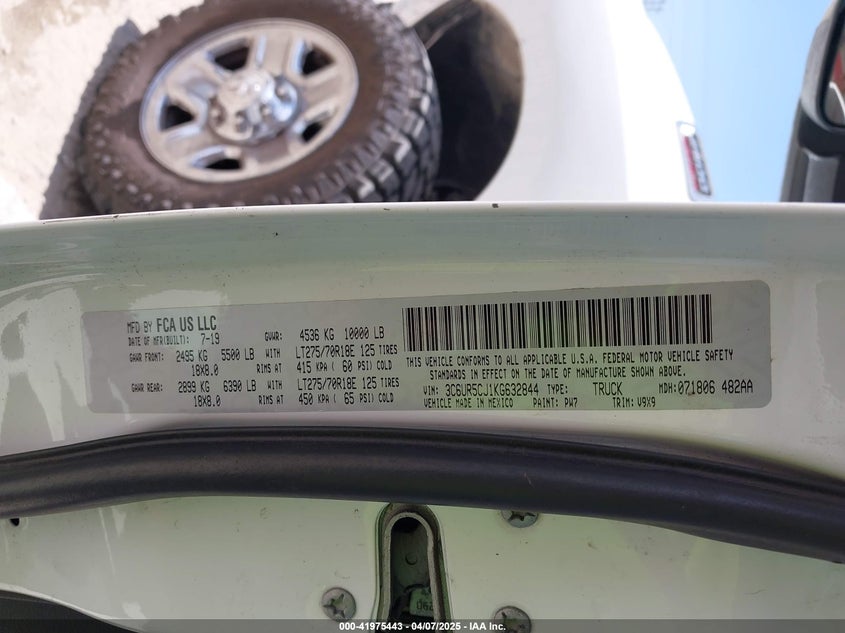 MFD BY FCA US LLC
DATE OF MFR(BUILT): 7-19 GVWR: 4536 KG 10000 LB
GAWR FRONT: 2495 KG 5500 LB WITH LT275/70R18E 125 TIRES
18X8.0 RIMS AT 415 KPA ( 60 PSI) COLD
GAWR REAR: 2899 KG 6390 LB WITH LT275/70R18E 125 TIRES
18X8.0 RIMS AT 450 KPA ( 65 PSI) COLD
THIS VEHICLE CONFORMS TO ALL APPLICABLE U.S.A. FEDERAL MOTOR VEHICLE SAFETY
STANDARDS IN EFFECT ON THE DATE OF MANUFACTURE SHOWN ABOVE.
VIN: 3C6UR5CJ1KG632844 TYPE: TRUCK MDH: 071806 482AA
VEHICLE MADE IN MEXICO PAINT: PW7 TRIM: V9X9
000-41975443 - 04/07/2025 - IAA Inc.